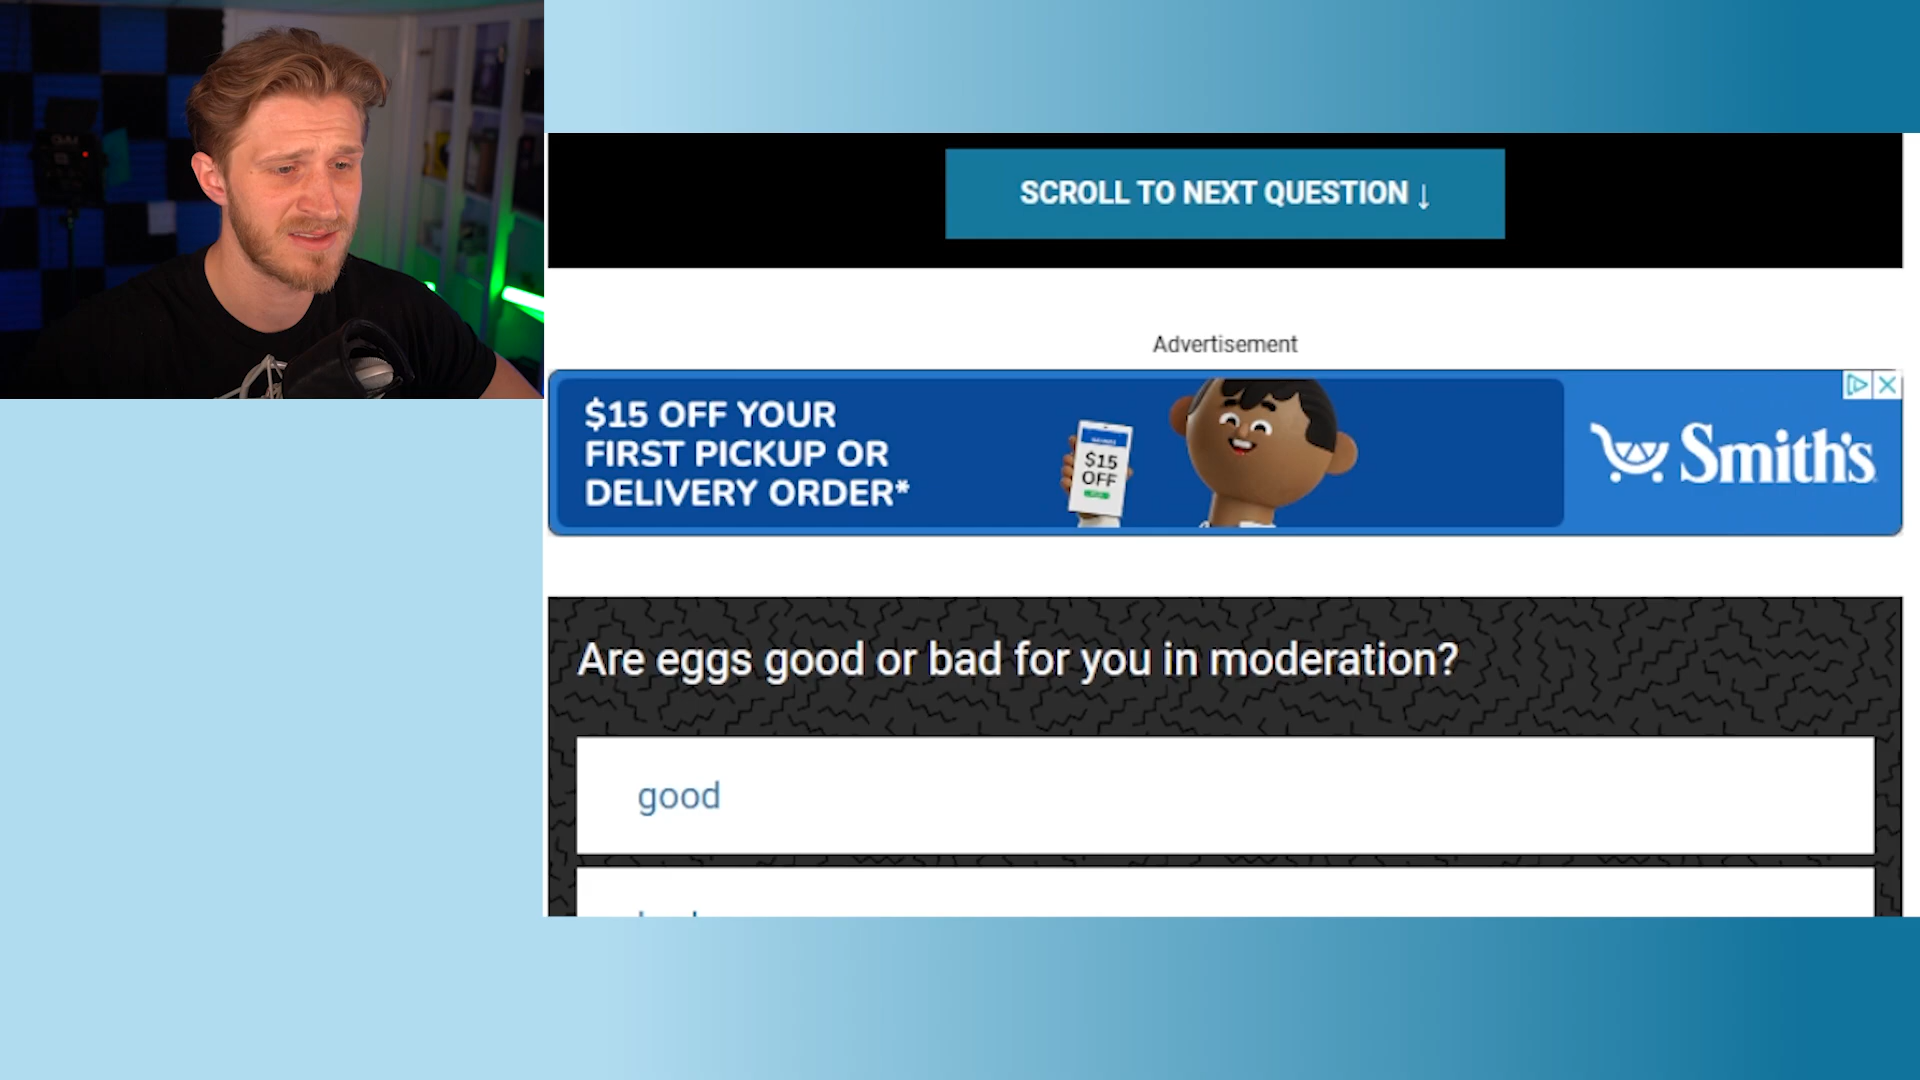 SCROLL TO NEXT QUESTION ↓
Advertisement
$15 OFF YOUR
FIRST PICKUP OR
DELIVERY ORDER*
$15
OFF
Smith's
Are eggs good or bad for you in moderation?
good